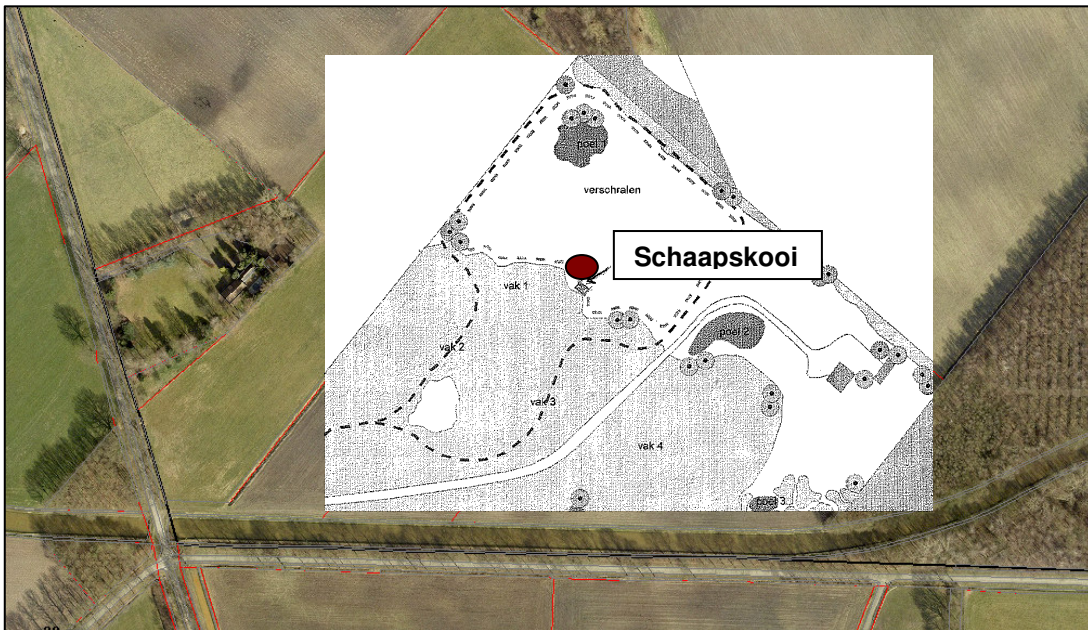 poel 1
verschralen
Schaapskooi
vak 1
vak 2
poel 2
vak 3
vak 4
poel 3